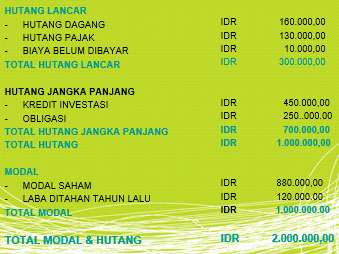 HUTANG LANCAR
- HUTANG DAGANG IDR 160.000,00
- HUTANG PAJAK IDR 130.000,00
- BIAYA BELUM DIBAYAR IDR 10.000,00
TOTAL HUTANG LANCAR IDR 300.000,00
HUTANG JANGKA PANJANG
- KREDIT INVESTASI IDR 450.000,00
- OBLIGASI IDR 250..000,00
TOTAL HUTANG JANGKA PANJANG IDR 700.000,00
TOTAL HUTANG IDR 1.000.000,00
MODAL
- MODAL SAHAM IDR 880.000,00
- LABA DITAHAN TAHUN LALU IDR 120.000,00
TOTAL MODAL IDR 1.000.000,00
TOTAL MODAL & HUTANG IDR 2.000.000,00